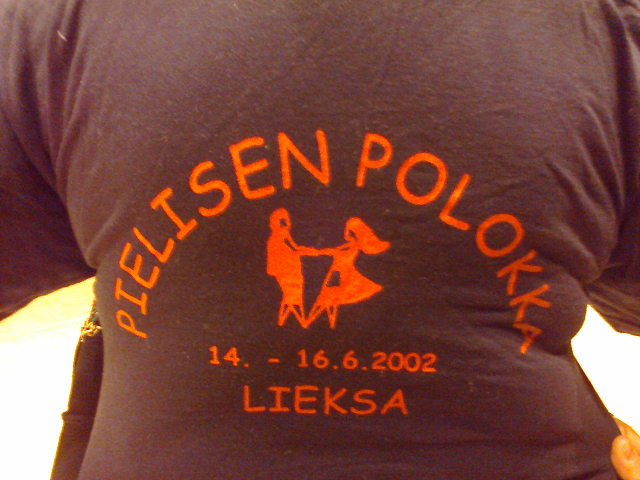 PIELISEN POLOKKA
14. - 16.6.2002
LIEKSA